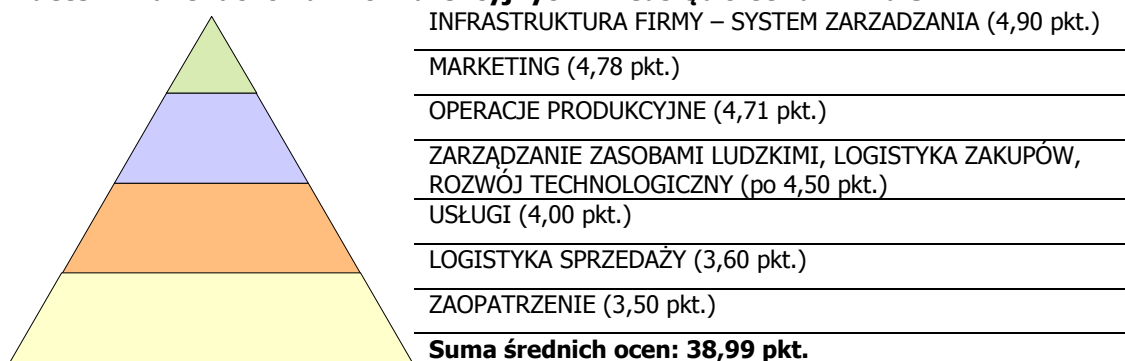 INFRASTRUKTURA FIRMY – SYSTEM ZARZADZANIA (4,90 pkt.)
MARKETING (4,78 pkt.)
OPERACJE PRODUKCYJNE (4,71 pkt.)
ZARZĄDZANIE ZASOBAMI LUDZKIMI, LOGISTYKA ZAKUPÓW,
ROZWÓJ TECHNOLOGICZNY (po 4,50 pkt.)
USŁUGI (4,00 pkt.)
LOGISTYKA SPRZEDAŻY (3,60 pkt.)
ZAOPATRZENIE (3,50 pkt.)
Suma średnich ocen: 38,99 pkt.